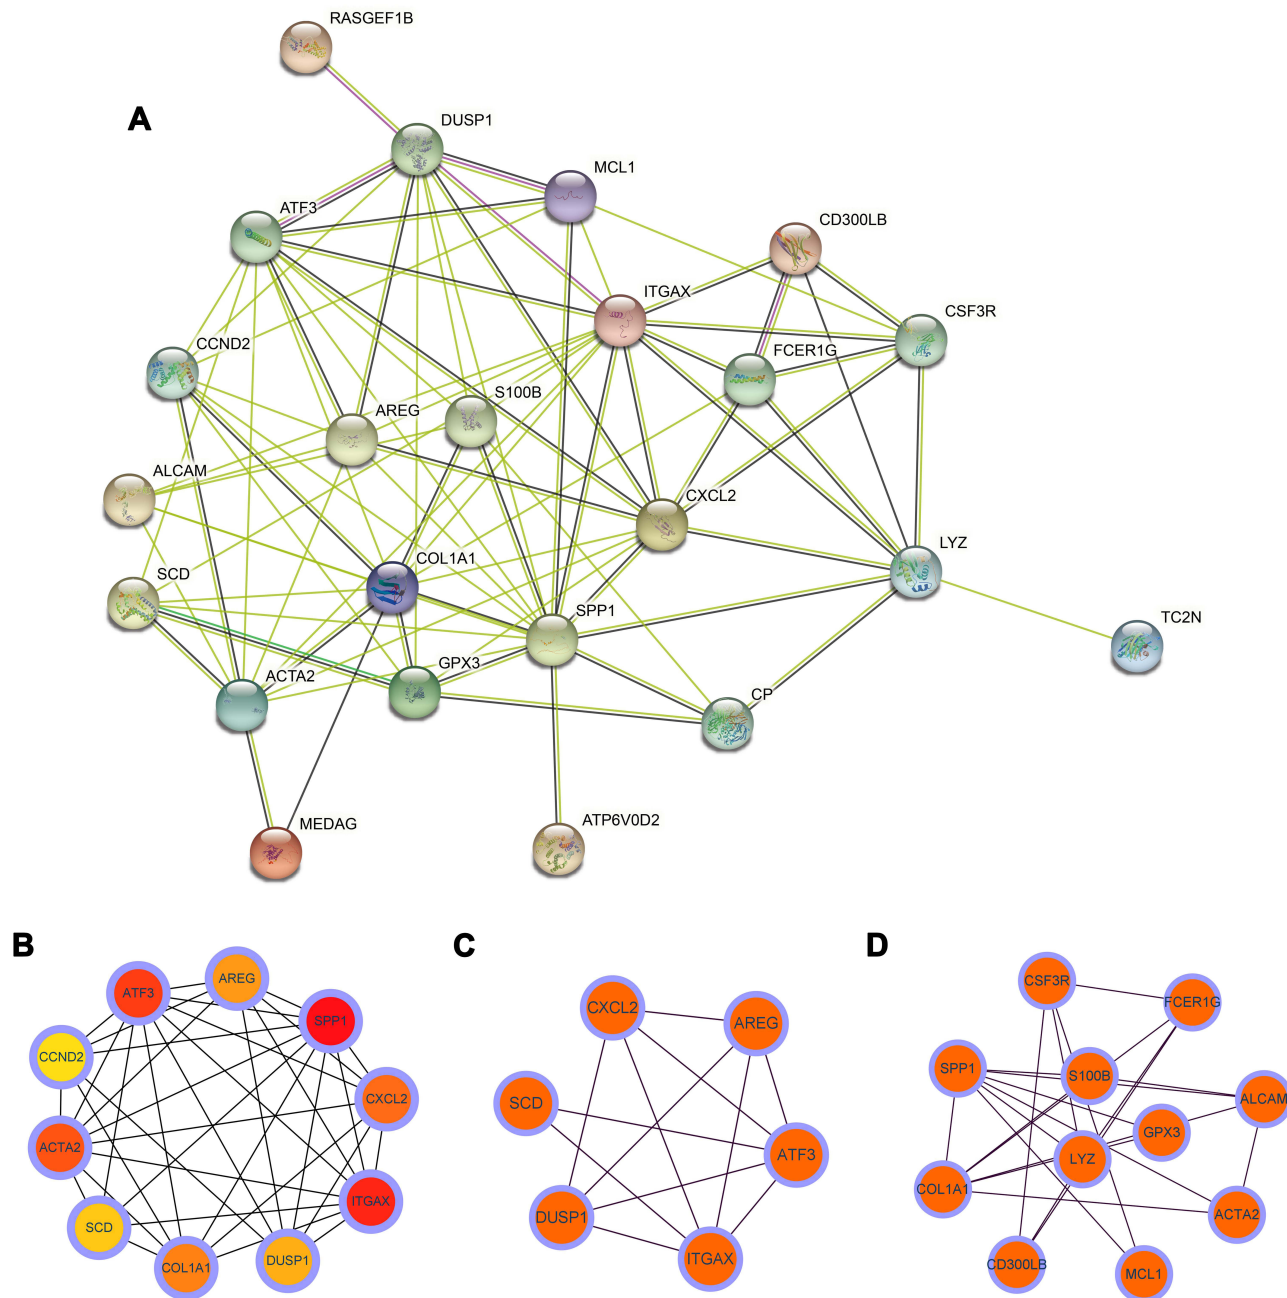 RASGEF1B
A
DUSP1
MCL1
ATF3
CD300LB
ITGAX
CSF3R
CCND2
FCER1G
S100B
AREG
ALCAM
CXCL2
LYZ
COL1A1
SCD
SPP1
TC2N
GPX3
ACTA2
CP
MEDAG
ATP6V0D2
B
AREG
ATF3
SPP1
CCND2
CXCL2
ACTA2
ITGAX
SCD
COL1A1
DUSP1
C
CXCL2
AREG
SCD
ATF3
DUSP1
ITGAX
D
CSF3R
FCER1G
SPP1
S100B
ALCAM
GPX3
LYZ
COL1A1
ACTA2
CD300LB
MCL1